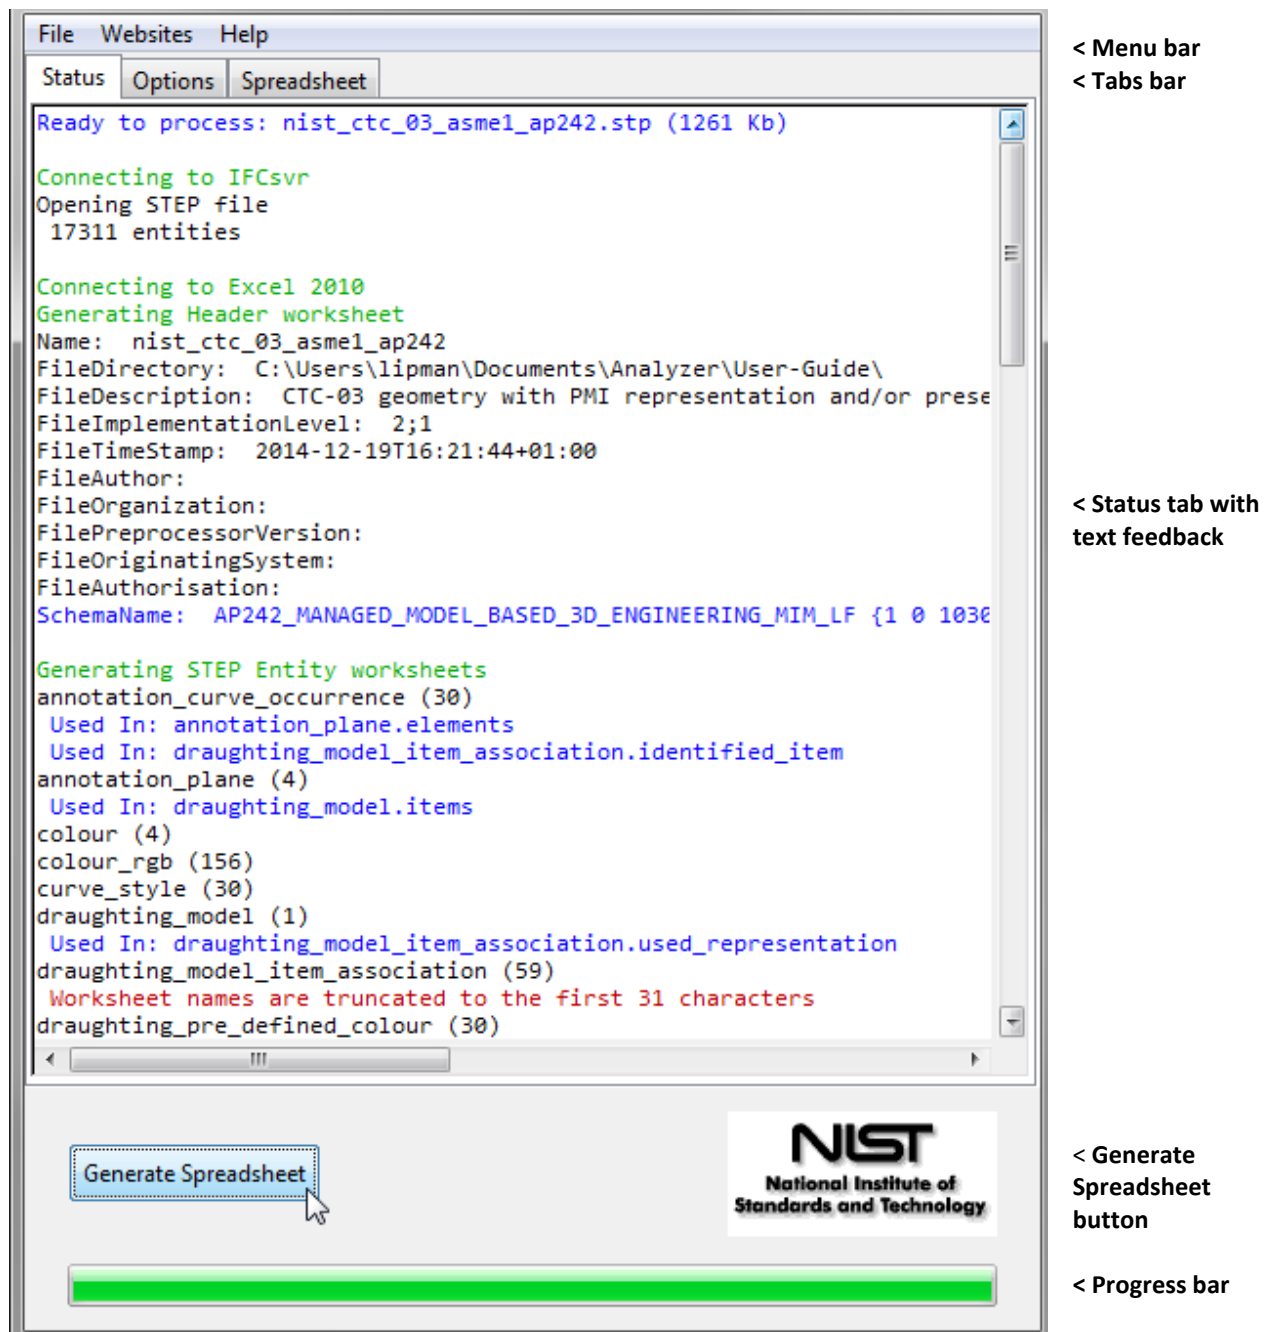 File Websites Help
< Menu bar
Status Options Spreadsheet
< Tabs bar
Ready to process: nist_ctc_03_asme1_ap242.stp (1261 Kb)
Connecting to IFCsvr
Opening STEP file
17311 entities
Connecting to Excel 2010
Generating Header worksheet
Name:  nist_ctc_03_asme1_ap242
FileDirectory:  C:\Users\lipman\Documents\Analyzer\User-Guide\
FileDescription:  CTC-03 geometry with PMI representation and/or prese
FileImplementationLevel:  2;1
FileTimeStamp:  2014-12-19T16:21:44+01:00
FileAuthor:
FileOrganization:
FilePreprocessorVersion:
FileOriginatingSystem:
FileAuthorisation:
SchemaName:  AP242_MANAGED_MODEL_BASED_3D_ENGINEERING_MIM_LF {1 0 1030
< Status tab with
text feedback
Generating STEP Entity worksheets
annotation_curve_occurrence (30)
Used In: annotation_plane.elements
Used In: draughting_model_item_association.identified_item
annotation_plane (4)
Used In: draughting_model.items
colour (4)
colour_rgb (156)
curve_style (30)
draughting_model (1)
Used In: draughting_model_item_association.used_representation
draughting_model_item_association (59)
Worksheet names are truncated to the first 31 characters
draughting_pre_defined_colour (30)
Generate Spreadsheet
NIST
National Institute of
Standards and Technology
< Generate
Spreadsheet
button
< Progress bar